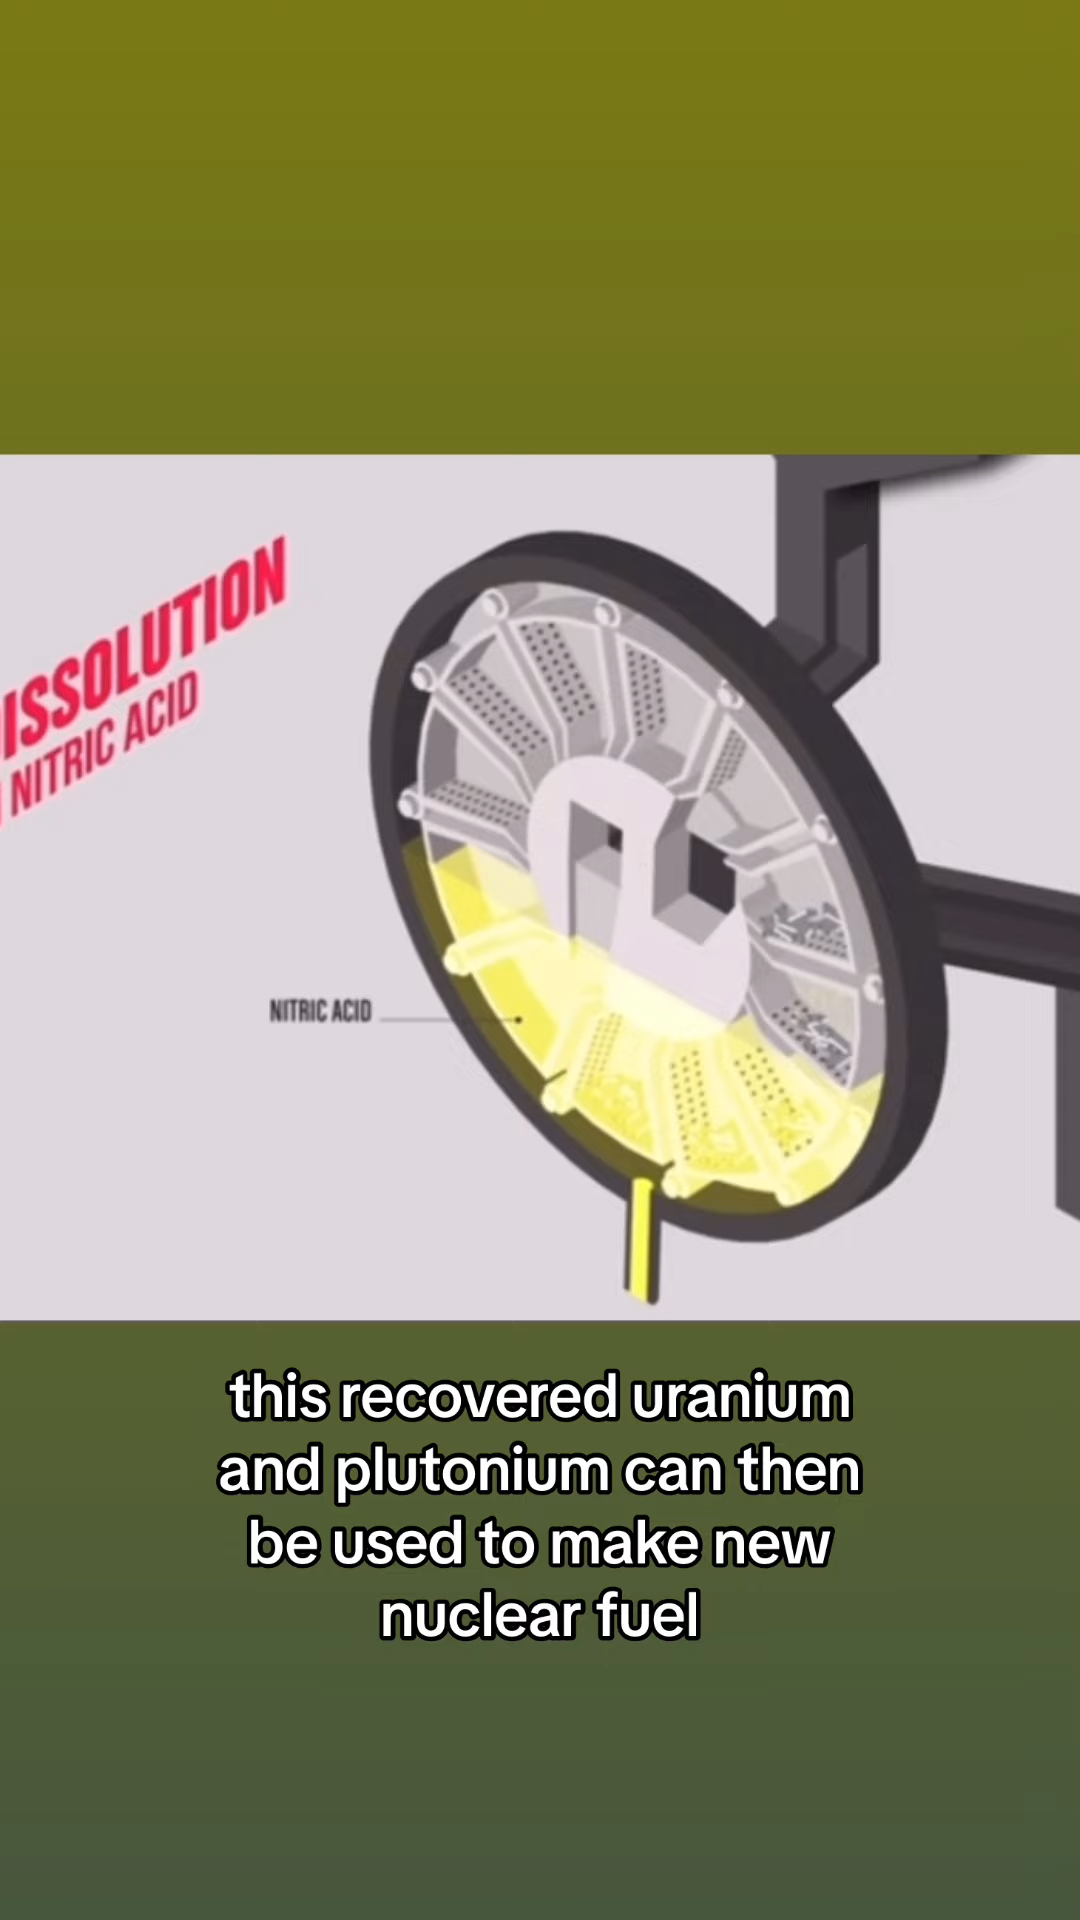 ISSOLUTION
NITRIC ACID
NITRIC ACID
this recovered uranium
and plutonium can then
be used to make new
nuclear fuel